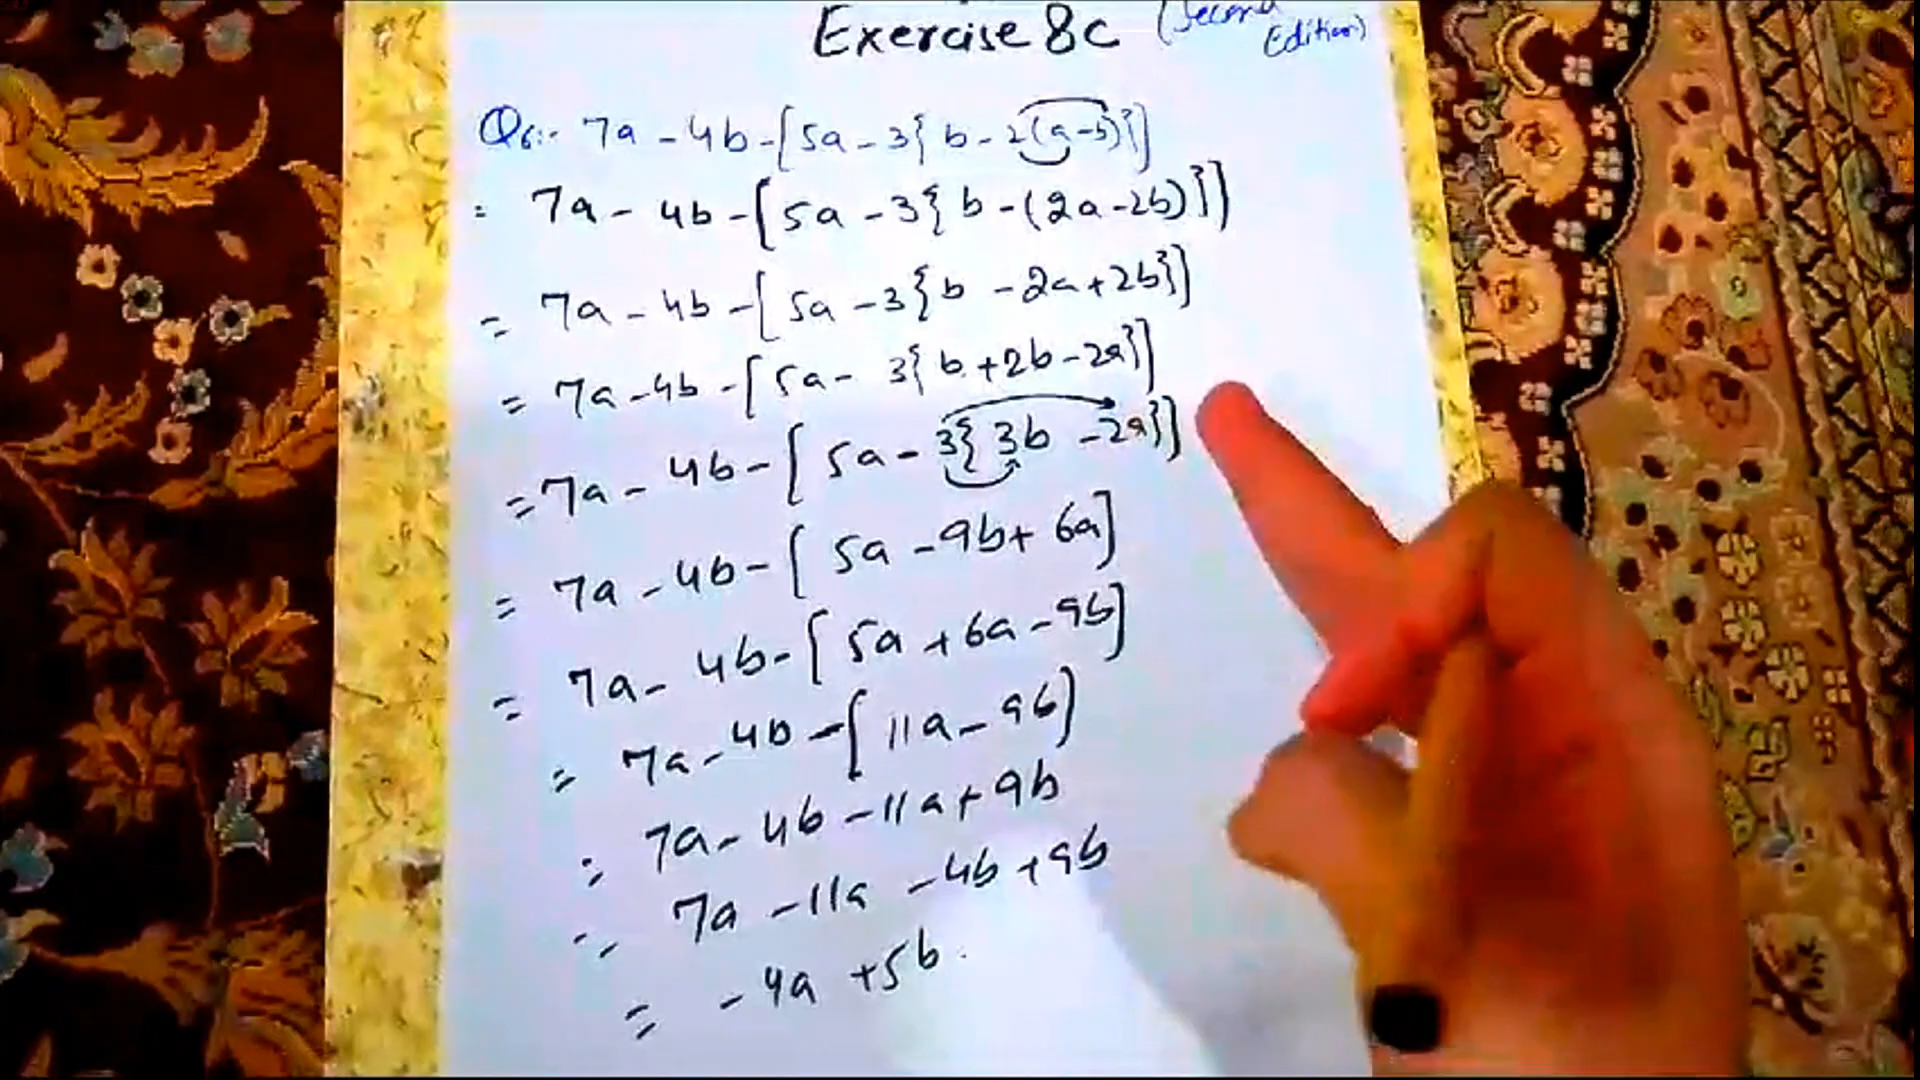 Exercise 8c (Second Edition)
Q6:- 7a - 4b - [5a - 3{ b - 2(a-b)}]
= 7a - 4b - [5a - 3{ b - (2a - 2b)}]
= 7a - 4b - [5a - 3{ b - 2a + 2b}]
= 7a - 4b - [5a - 3{ b + 2b - 2a}]
= 7a - 4b - [5a - 3{ 3b - 2a}]
= 7a - 4b - [5a - 9b + 6a]
= 7a - 4b - [5a + 6a - 9b]
= 7a - 4b - [11a - 9b]
= 7a - 4b - 11a + 9b
= 7a - 11a - 4b + 9b
= - 4a + 5b.